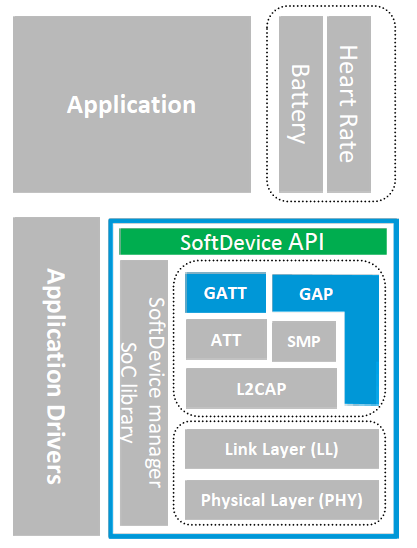 Application
Battery
Heart Rate
Application Drivers
SoftDevice API
SoftDevice manager
SoC library
GATT
GAP
ATT
SMP
L2CAP
Link Layer (LL)
Physical Layer (PHY)